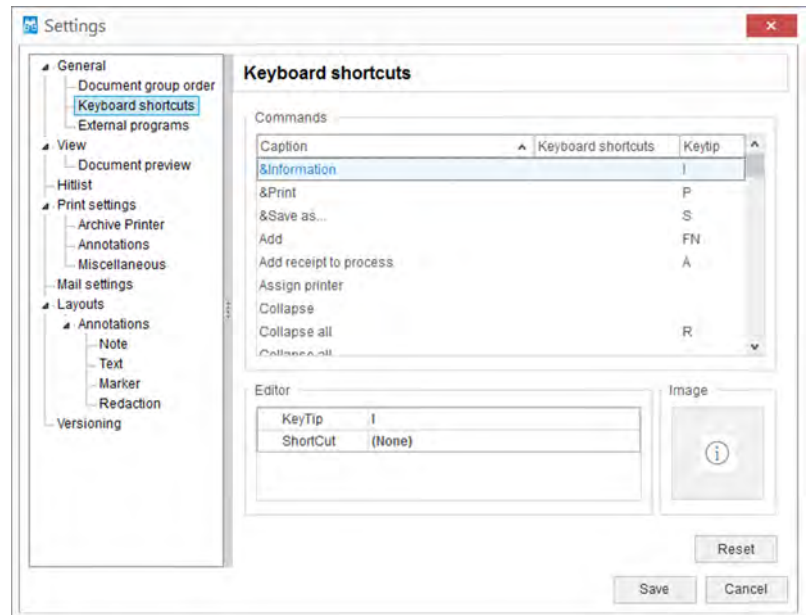 Settings
General
Document group order
Keyboard shortcuts
External programs
View
Document preview
Hitlist
Print settings
Archive Printer
Annotations
Miscellaneous
Mail settings
Layouts
Annotations
Note
Text
Marker
Redaction
Versioning
Keyboard shortcuts
Commands
Caption Keyboard shortcuts Keytip
&Information I
&Print P
&Save as... S
Add FN
Add receipt to process A
Assign printer
Collapse
Collapse all R
Collapse all
Editor
KeyTip I
ShortCut (None)
Image
Reset
Save Cancel